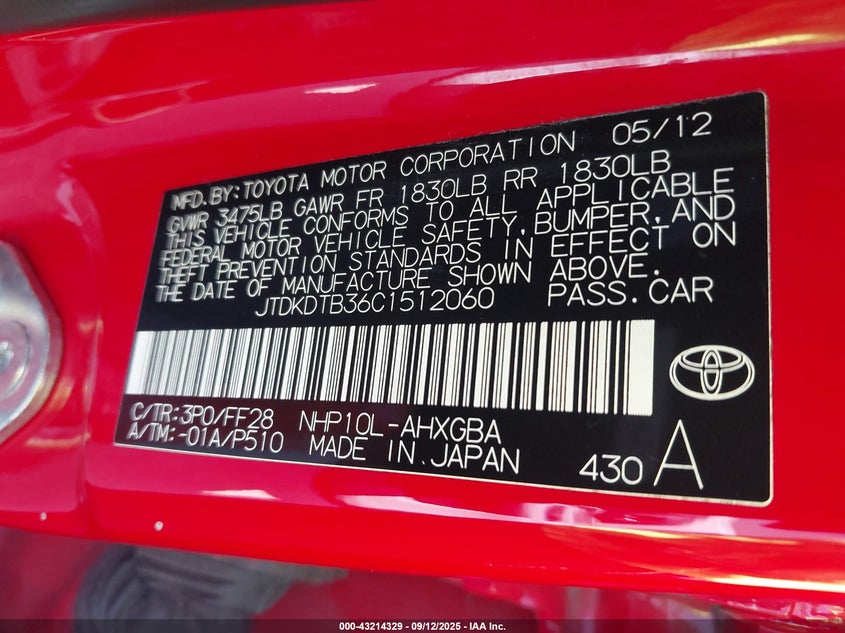 MFD. BY: TOYOTA MOTOR CORPORATION 05/12
GVWR 3475LB GAWR FR 1830LB RR 1830LB
THIS VEHICLE CONFORMS TO ALL APPLICABLE
FEDERAL MOTOR VEHICLE SAFETY, BUMPER, AND
THEFT PREVENTION STANDARDS IN EFFECT ON
THE DATE OF MANUFACTURE SHOWN ABOVE.
JTDKDTB36C1512060 PASS. CAR
C/TR: 3P0/FF28 NHP10L-AHXGBA
A/TM: -01A/P510 MADE IN JAPAN 430 A
000-43214329 - 09/12/2025 - IAA Inc.